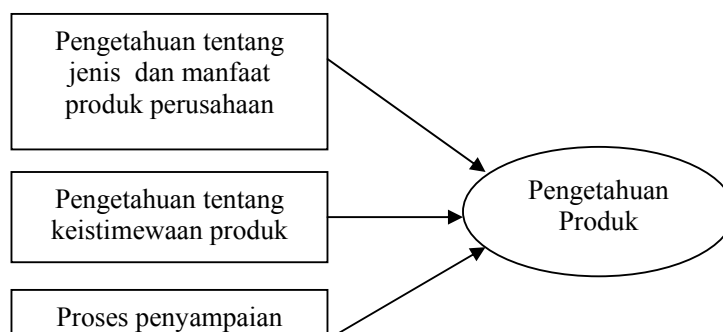 Pengetahuan tentang
jenis dan manfaat
produk perusahaan
Pengetahuan tentang
keistimewaan produk
Pengetahuan
Produk
Proses penyampaian